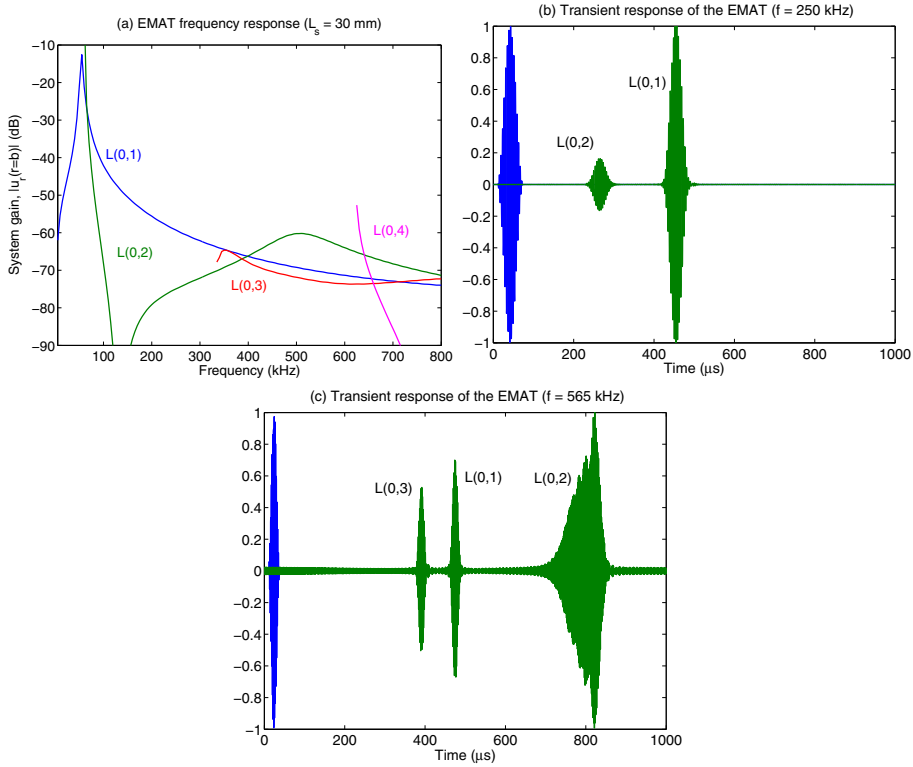 (a) EMAT frequency response (L_s = 30 mm)
System gain, |u_r(r=b)| (dB)
−10
−20
−30
−40
−50
−60
−70
−80
−90
L(0,1)
L(0,2)
L(0,3)
L(0,4)
100 200 300 400 500 600 700 800
Frequency (kHz)
(b) Transient response of the EMAT (f = 250 kHz)
1
0.8
0.6
0.4
0.2
0
−0.2
−0.4
−0.6
−0.8
−1
L(0,2)
L(0,1)
0 200 400 600 800 1000
Time (μs)
(c) Transient response of the EMAT (f = 565 kHz)
1
0.8
0.6
0.4
0.2
0
−0.2
−0.4
−0.6
−0.8
−1
L(0,3)
L(0,1)
L(0,2)
0 200 400 600 800 1000
Time (μs)